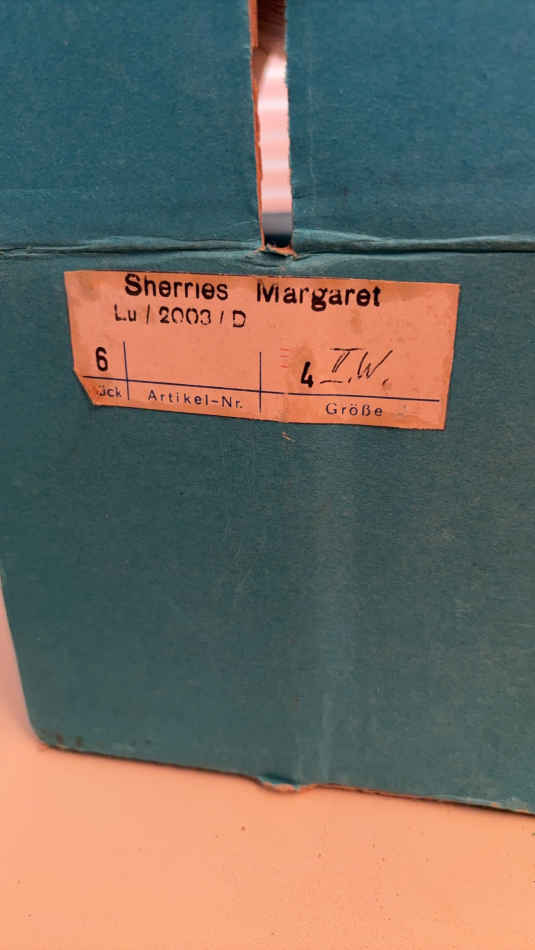 Sherries Margaret
Lu / 2003 / D
6 4 II.W.
ück Artikel-Nr. Größe